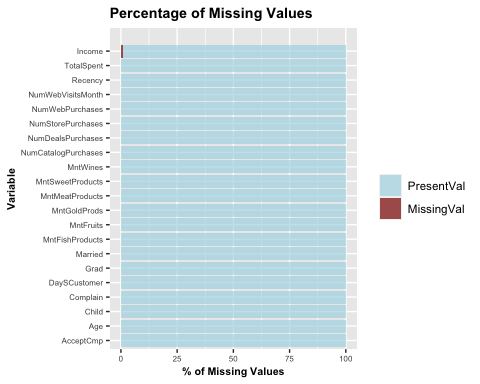 Percentage of Missing Values
Variable
Income
TotalSpent
Recency
NumWebVisitsMonth
NumWebPurchases
NumStorePurchases
NumDealsPurchases
NumCatalogPurchases
MntWines
MntSweetProducts
MntMeatProducts
MntGoldProds
MntFruits
MntFishProducts
Married
Grad
DaySCustomer
Complain
Child
Age
AcceptCmp
0 25 50 75 100
% of Missing Values
PresentVal
MissingVal